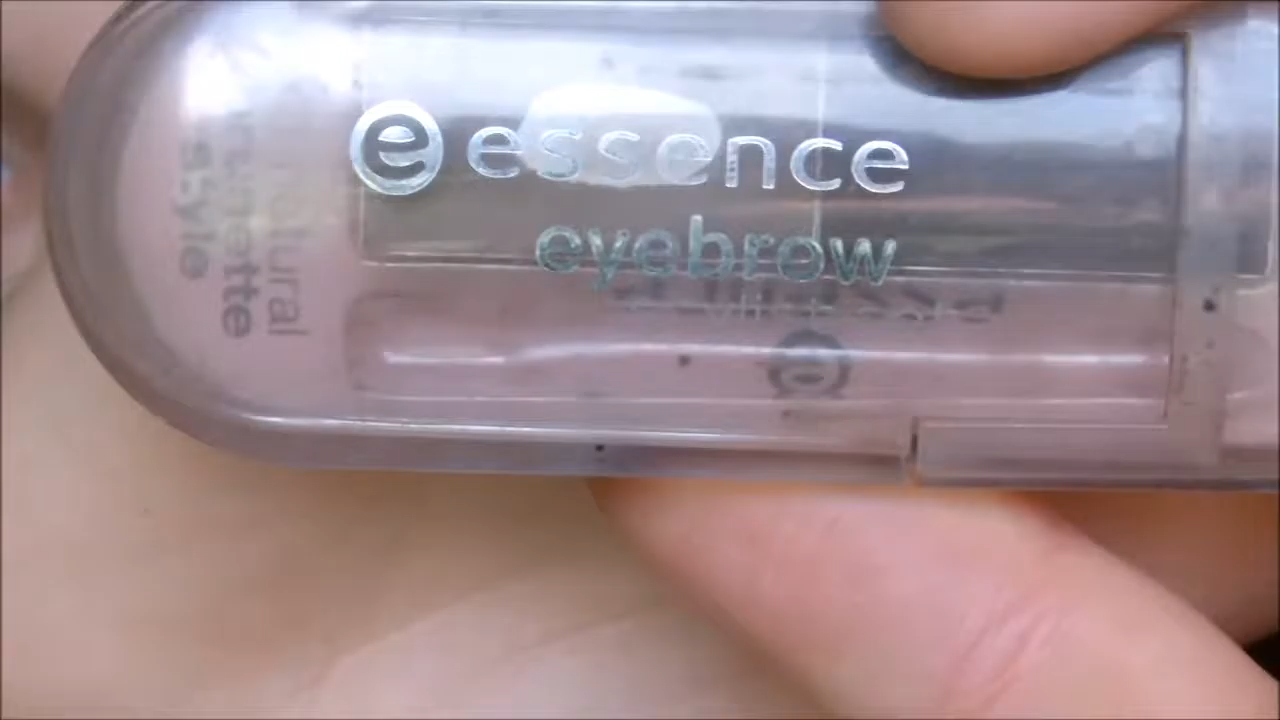 e essence
eyebrow
natural
brunette
style